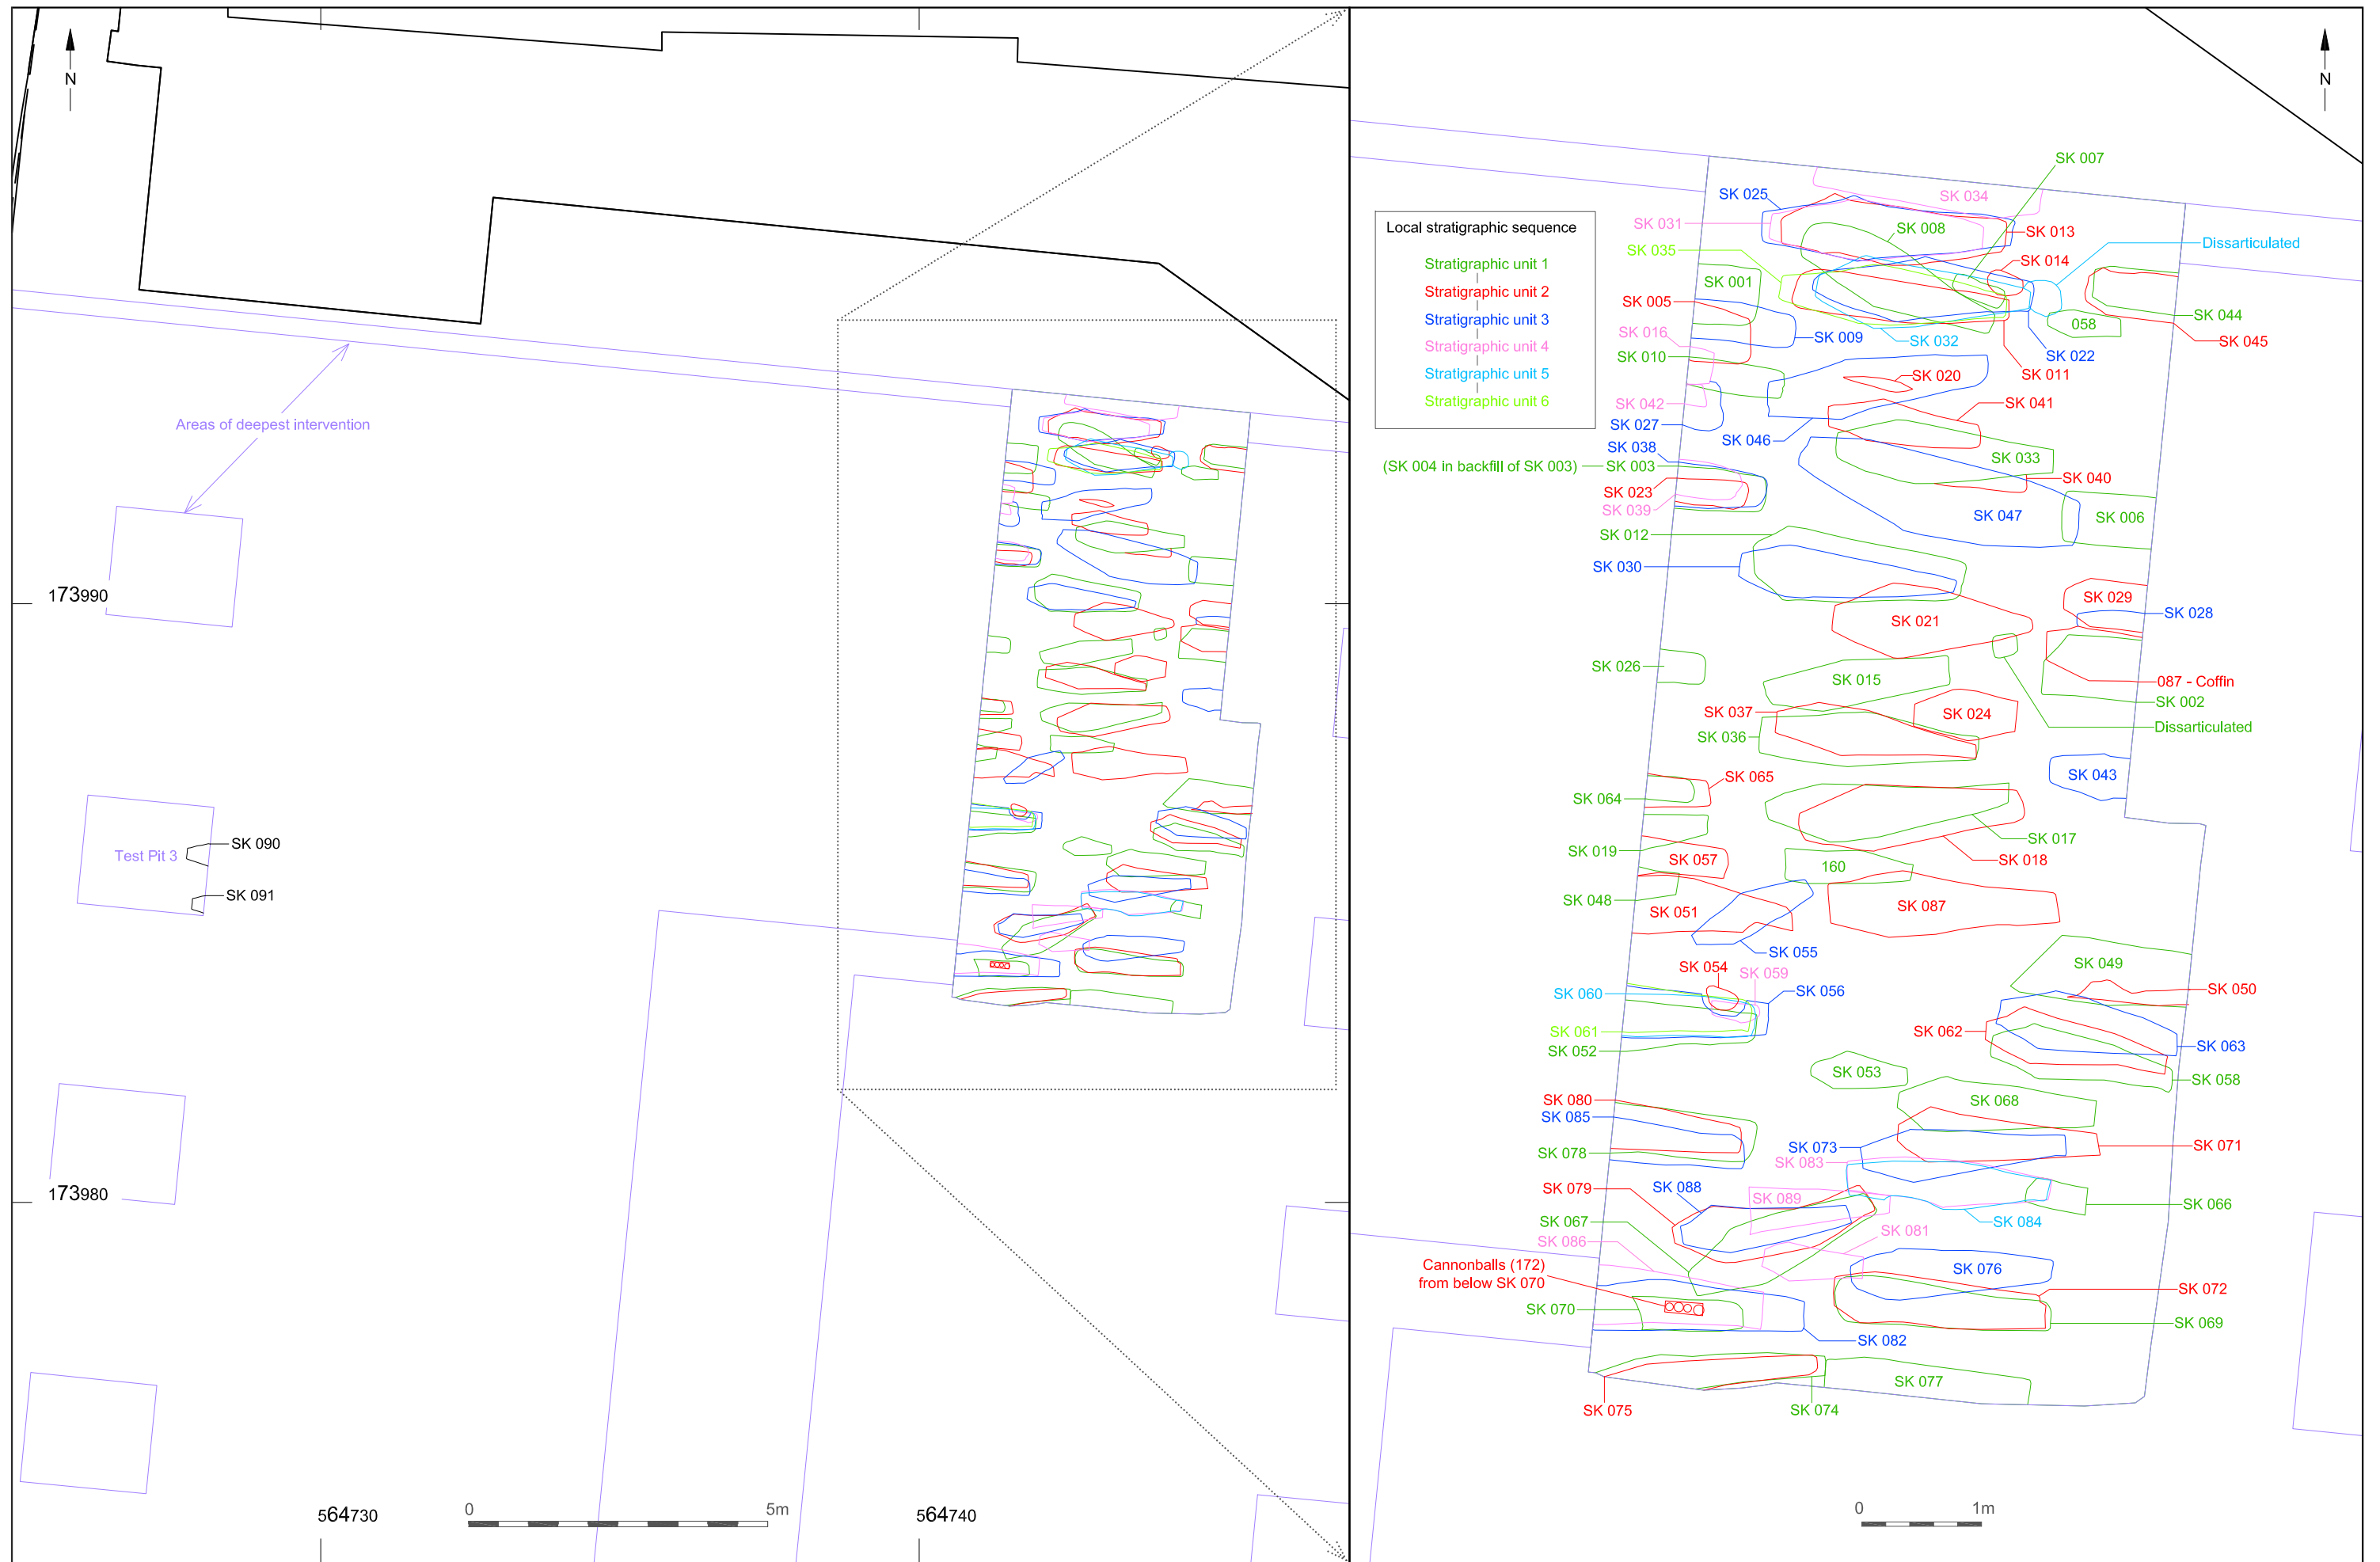 N
Areas of deepest intervention
173990
Test Pit 3
SK 090
SK 091
173980
564730
0
5m
564740
N
Local stratigraphic sequence
Stratigraphic unit 1
Stratigraphic unit 2
Stratigraphic unit 3
Stratigraphic unit 4
Stratigraphic unit 5
Stratigraphic unit 6
SK 007
SK 025
SK 034
SK 031
SK 008
SK 013
SK 035
Dissarticulated
SK 014
SK 001
SK 005
SK 044
058
SK 016
SK 009
SK 032
SK 045
SK 010
SK 022
SK 020
SK 011
SK 042
SK 041
SK 027
SK 046
SK 038
SK 033
(SK 004 in backfill of SK 003)
SK 003
SK 040
SK 023
SK 039
SK 047
SK 006
SK 012
SK 030
SK 029
SK 028
SK 021
SK 026
SK 015
087 - Coffin
SK 002
SK 037
SK 024
Dissarticulated
SK 036
SK 065
SK 043
SK 064
SK 017
SK 019
SK 057
SK 018
160
SK 048
SK 051
SK 087
SK 055
SK 054
SK 059
SK 049
SK 060
SK 056
SK 050
SK 061
SK 062
SK 052
SK 063
SK 053
SK 058
SK 080
SK 068
SK 085
SK 073
SK 071
SK 078
SK 083
SK 079
SK 088
SK 089
SK 066
SK 067
SK 084
SK 086
SK 081
Cannonballs (172)
from below SK 070
SK 076
SK 072
SK 070
SK 069
SK 082
SK 077
SK 075
SK 074
0
1m